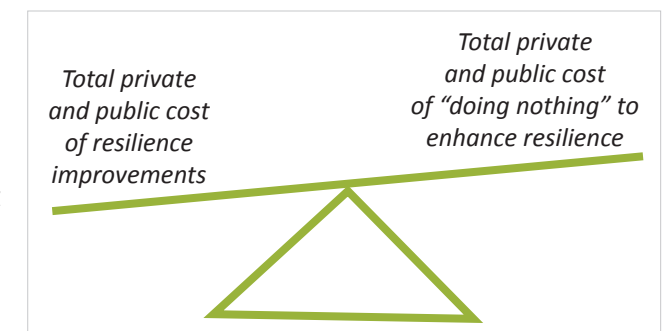 Total private
and public cost
of resilience
improvements
Total private
and public cost
of “doing nothing” to
enhance resilience